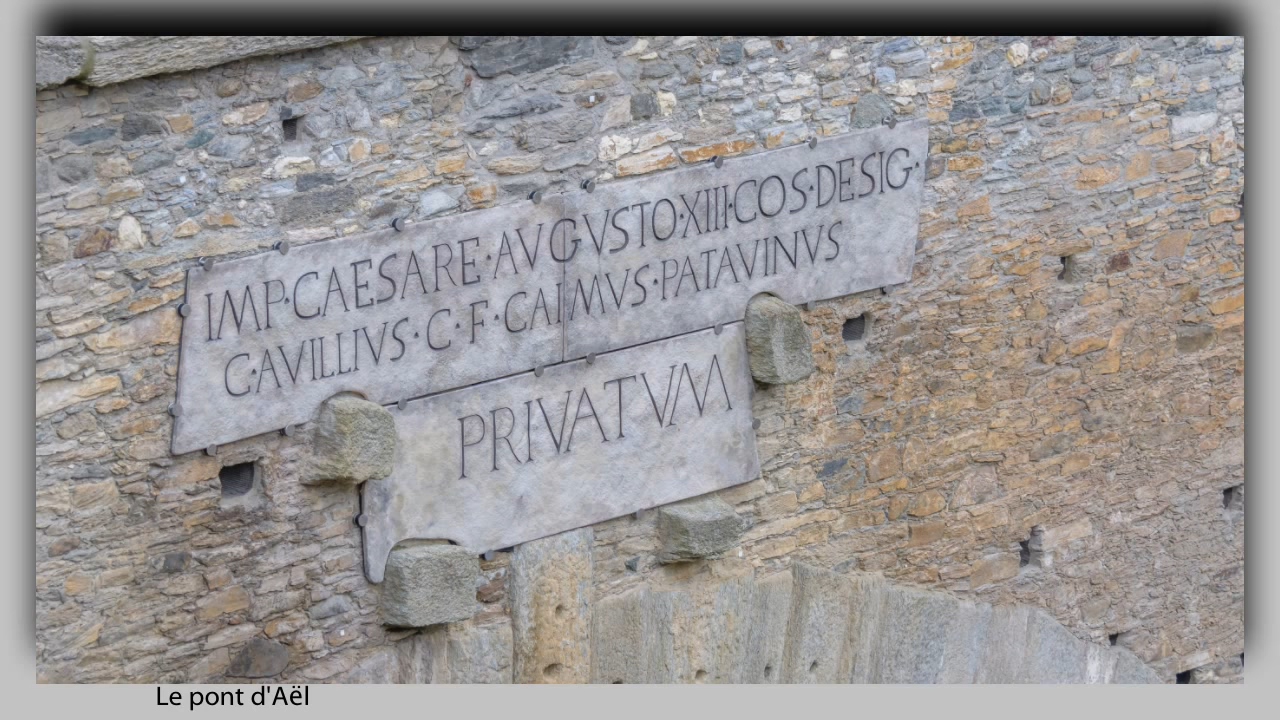 IMP·CAESARE·AVGVSTO·XIII·COS·DESIG·
C·AVILLIVS·C·F·CAIMVS·PATAVINVS
PRIVATVM
Le pont d'Aël